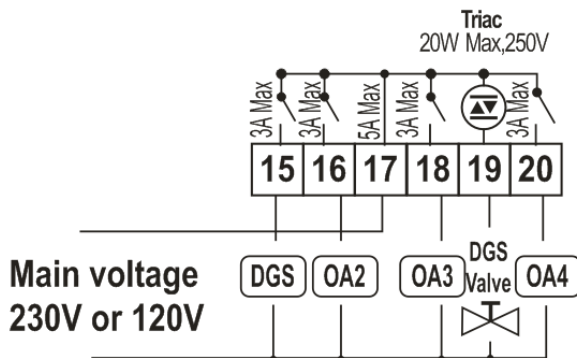 Triac
20W Max,250V
3A Max
3A Max
5A Max
3A Max
3A Max
15 16 17 18 19 20
Main voltage
230V or 120V
DGS
OA2
OA3
DGS
Valve
OA4